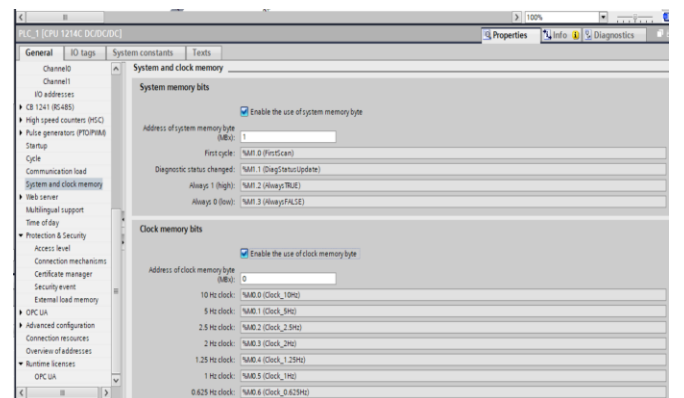 100%
PLC_1 [CPU 1214C DC/DC/DC]
Properties
Info
Diagnostics
General
IO tags
System constants
Texts
Channel0
Channel1
I/O addresses
CB 1241 (RS485)
High speed counters (HSC)
Pulse generators (PTO/PWM)
Startup
Cycle
Communication load
System and clock memory
Web server
Multilingual support
Time of day
Protection & Security
Access level
Connection mechanisms
Certificate manager
Security event
External load memory
OPC UA
Advanced configuration
Connection resources
Overview of addresses
Runtime licenses
OPC UA
System and clock memory
System memory bits
Enable the use of system memory byte
Address of system memory byte
(MBx): 1
First cycle: %M1.0 (FirstScan)
Diagnostic status changed: %M1.1 (DiagStatusUpdate)
Always 1 (high): %M1.2 (AlwaysTRUE)
Always 0 (low): %M1.3 (AlwaysFALSE)
Clock memory bits
Enable the use of clock memory byte
Address of clock memory byte
(MBx): 0
10 Hz clock: %M0.0 (Clock_10Hz)
5 Hz clock: %M0.1 (Clock_5Hz)
2.5 Hz clock: %M0.2 (Clock_2.5Hz)
2 Hz clock: %M0.3 (Clock_2Hz)
1.25 Hz clock: %M0.4 (Clock_1.25Hz)
1 Hz clock: %M0.5 (Clock_1Hz)
0.625 Hz clock: %M0.6 (Clock_0.625Hz)